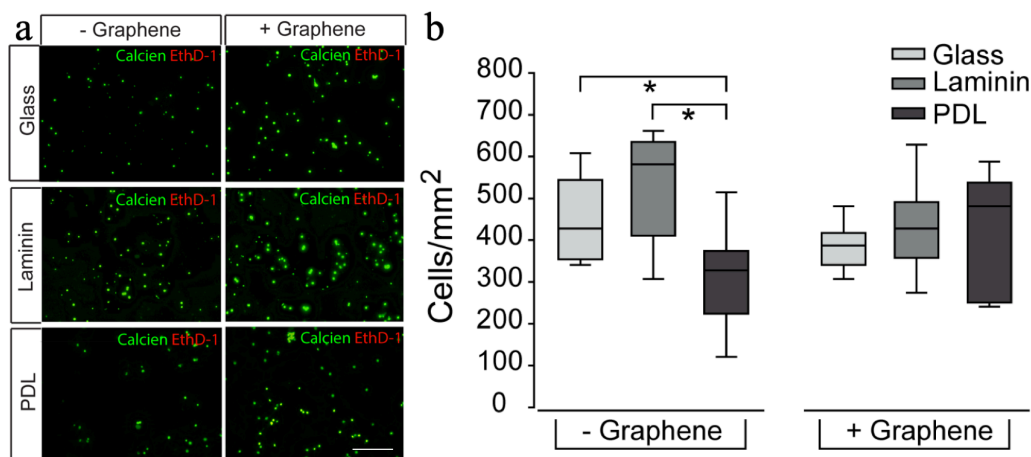 a
- Graphene
+ Graphene
Glass
Calcien EthD-1
Calcien EthD-1
Laminin
Calcien EthD-1
Calcien EthD-1
PDL
Calcien EthD-1
Calcien EthD-1
b
Glass
Laminin
PDL
Cells/mm²
800
700
600
500
400
300
200
100
0
*
*
- Graphene
+ Graphene